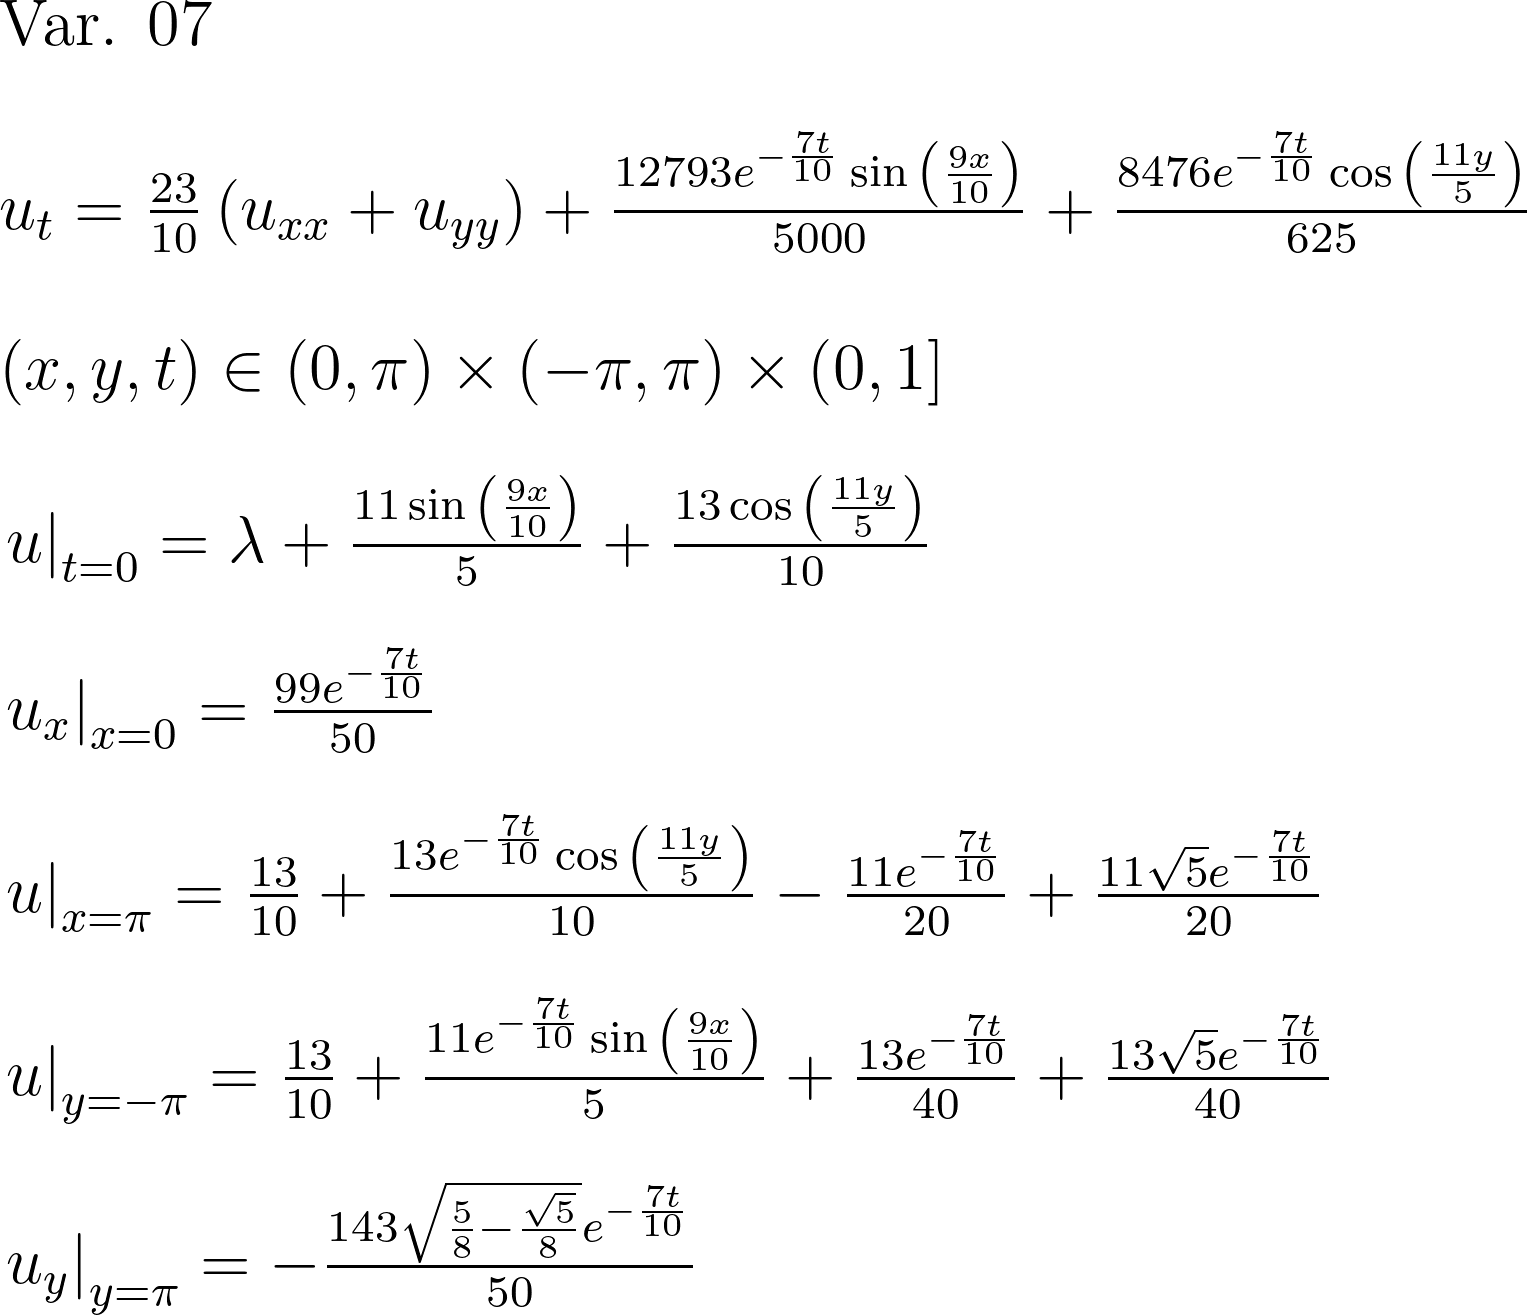 Var. 07
$u_t = \frac{23}{10}\left(u_{xx} + u_{yy}\right) + \frac{12793e^{-\frac{7t}{10}}\sin\left(\frac{9x}{10}\right)}{5000} + \frac{8476e^{-\frac{7t}{10}}\cos\left(\frac{11y}{5}\right)}{625}$
$(x, y, t) \in (0, \pi) \times (-\pi, \pi) \times (0, 1]$
$u|_{t=0} = \lambda + \frac{11\sin\left(\frac{9x}{10}\right)}{5} + \frac{13\cos\left(\frac{11y}{5}\right)}{10}$
$u_x|_{x=0} = \frac{99e^{-\frac{7t}{10}}}{50}$
$u|_{x=\pi} = \frac{13}{10} + \frac{13e^{-\frac{7t}{10}}\cos\left(\frac{11y}{5}\right)}{10} - \frac{11e^{-\frac{7t}{10}}}{20} + \frac{11\sqrt{5}e^{-\frac{7t}{10}}}{20}$
$u|_{y=-\pi} = \frac{13}{10} + \frac{11e^{-\frac{7t}{10}}\sin\left(\frac{9x}{10}\right)}{5} + \frac{13e^{-\frac{7t}{10}}}{40} + \frac{13\sqrt{5}e^{-\frac{7t}{10}}}{40}$
$u_y|_{y=\pi} = -\frac{143\sqrt{\frac{5}{8}-\frac{\sqrt{5}}{8}}e^{-\frac{7t}{10}}}{50}$